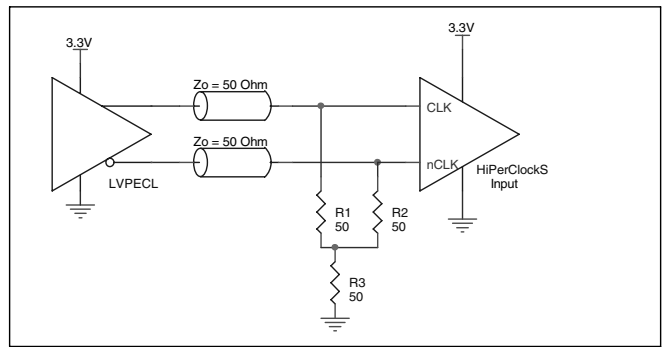 3.3V
3.3V
Zo = 50 Ohm
CLK
Zo = 50 Ohm
nCLK
LVPECL
HiPerClockS
Input
R1
50
R2
50
R3
50